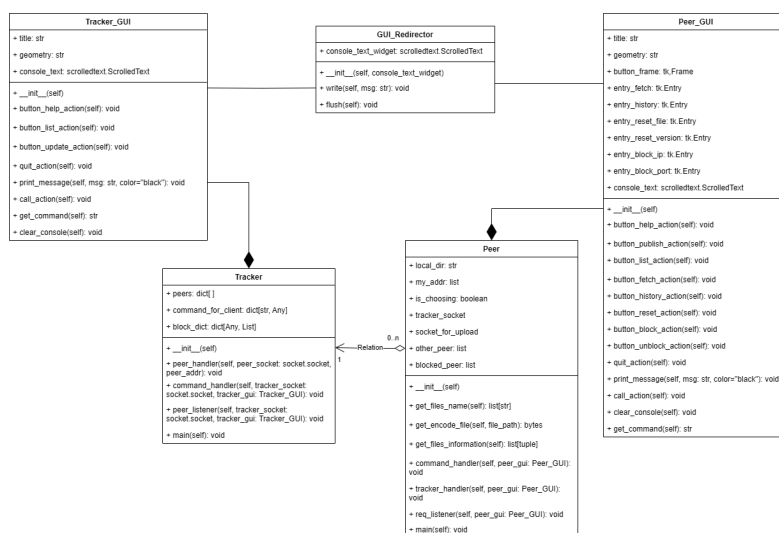 Tracker_GUI
+ title: str
+ geometry: str
+ console_text: scrolledtext.ScrolledText
+ __init__(self)
+ button_help_action(self): void
+ button_list_action(self): void
+ button_update_action(self): void
+ quit_action(self): void
+ print_message(self, msg: str, color="black"): void
+ call_action(self): void
+ get_command(self): str
+ clear_console(self): void
GUI_Redirector
+ console_text_widget: scrolledtext.ScrolledText
+ __init__(self, console_text_widget)
+ write(self, msg: str): void
+ flush(self): void
Peer_GUI
+ title: str
+ geometry: str
+ button_frame: tk,Frame
+ entry_fetch: tk.Entry
+ entry_history: tk.Entry
+ entry_reset_file: tk.Entry
+ entry_reset_version: tk.Entry
+ entry_block_ip: tk.Entry
+ entry_block_port: tk.Entry
+ console_text: scrolledtext.ScrolledText
+ __init__(self)
+ button_help_action(self): void
+ button_publish_action(self): void
+ button_list_action(self): void
+ button_fetch_action(self): void
+ button_history_action(self): void
+ button_reset_action(self): void
+ button_block_action(self): void
+ button_unblock_action(self): void
+ quit_action(self): void
+ print_message(self, msg: str, color="black"): void
+ call_action(self): void
+ clear_console(self): void
+ get_command(self): str
Tracker
+ peers: dict[ ]
+ command_for_client: dict[str, Any]
+ block_dict: dict[Any, List]
+ __init__(self)
+ peer_handler(self, peer_socket: socket.socket,
peer_addr): void
+ command_handler(self, tracker_socket:
socket.socket, tracker_gui: Tracker_GUI): void
+ peer_listener(self, tracker_socket:
socket.socket, tracker_gui: Tracker_GUI): void
+ main(self): void
0..n
Relation
1
Peer
+ local_dir: str
+ my_addr: list
+ is_choosing: boolean
+ tracker_socket
+ socket_for_upload
+ other_peer: list
+ blocked_peer: list
+ __init__(self)
+ get_files_name(self): list[str]
+ get_encode_file(self, file_path): bytes
+ get_files_information(self): list[tuple]
+ command_handler(self, peer_gui: Peer_GUI):
void
+ tracker_handler(self, peer_gui: Peer_GUI):
void
+ req_listener(self, peer_gui: Peer_GUI): void
+ main(self): void